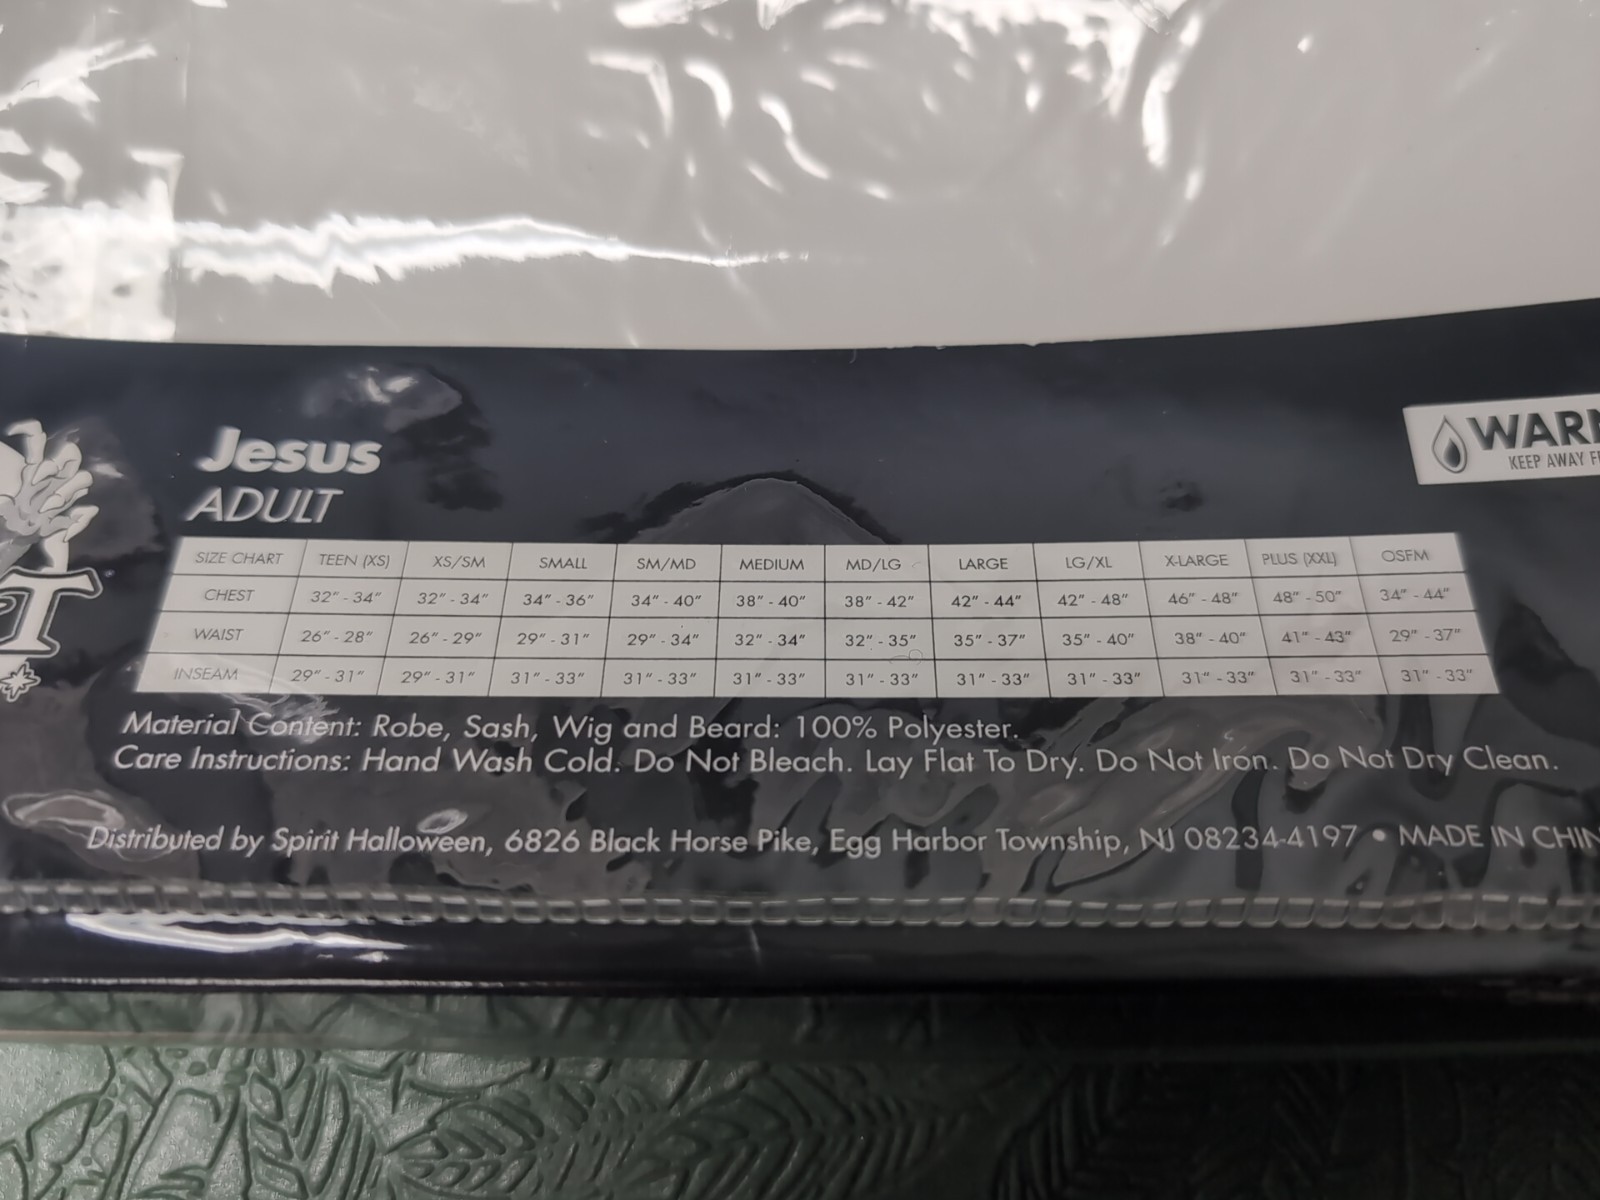 Jesus
ADULT
WARN
KEEP AWAY F
SIZE CHART TEEN (XS) XS/SM SMALL SM/MD MEDIUM MD/LG LARGE LG/XL X-LARGE PLUS (XXL) OSFM
CHEST 32" - 34" 32" - 34" 34" - 36" 34" - 40" 38" - 40" 38" - 42" 42" - 44" 42" - 48" 46" - 48" 48" - 50" 34" - 44"
WAIST 26" - 28" 26" - 29" 29" - 31" 29" - 34" 32" - 34" 32" - 35" 35" - 37" 35" - 40" 38" - 40" 41" - 43" 29" - 37"
INSEAM 29" - 31" 29" - 31" 31" - 33" 31" - 33" 31" - 33" 31" - 33" 31" - 33" 31" - 33" 31" - 33" 31" - 33" 31" - 33"
Material Content: Robe, Sash, Wig and Beard: 100% Polyester.
Care Instructions: Hand Wash Cold. Do Not Bleach. Lay Flat To Dry. Do Not Iron. Do Not Dry Clean.
Distributed by Spirit Halloween, 6826 Black Horse Pike, Egg Harbor Township, NJ 08234-4197 • MADE IN CHIN